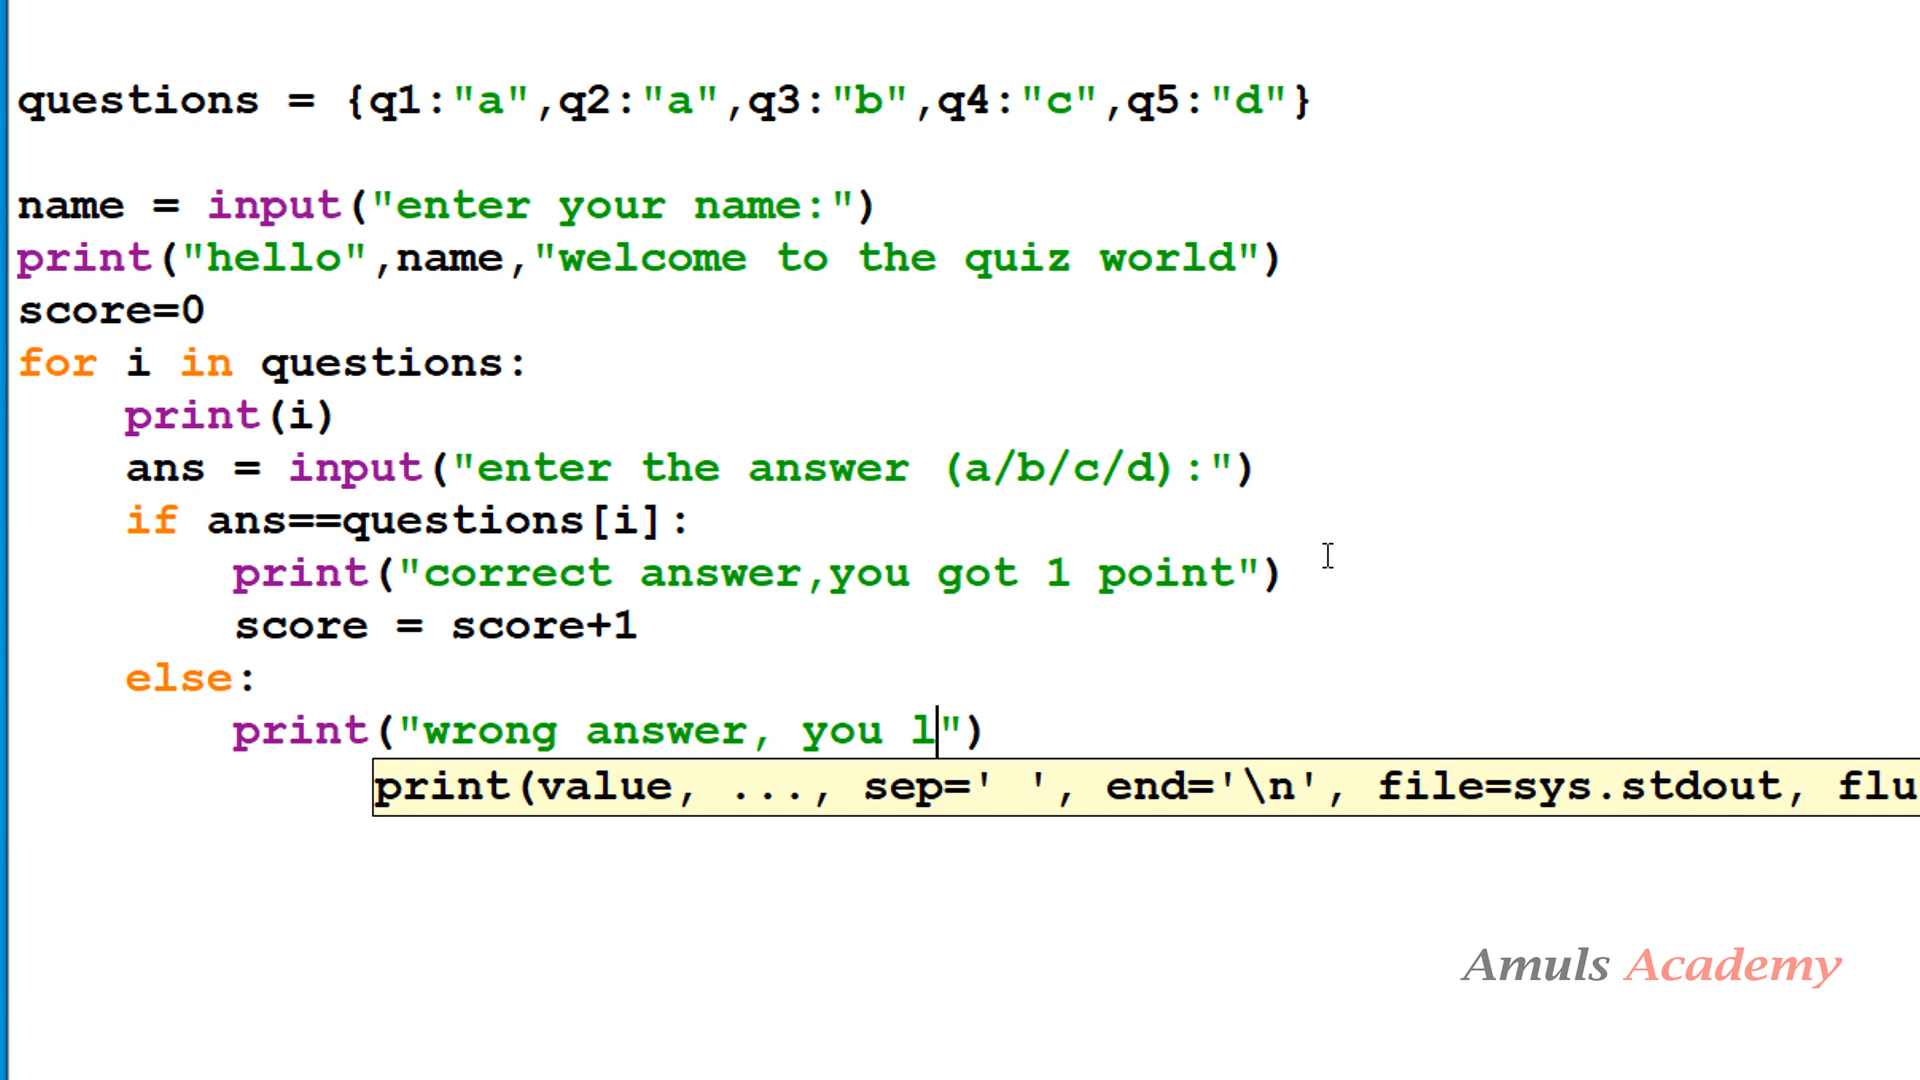 questions = {q1:"a",q2:"a",q3:"b",q4:"c",q5:"d"}
name = input("enter your name:")
print("hello",name,"welcome to the quiz world")
score=0
for i in questions:
    print(i)
    ans = input("enter the answer (a/b/c/d):")
    if ans==questions[i]:
        print("correct answer,you got 1 point")
        score = score+1
    else:
        print("wrong answer, you l")
print(value, ..., sep=' ', end='\n', file=sys.stdout, flu
Amuls Academy